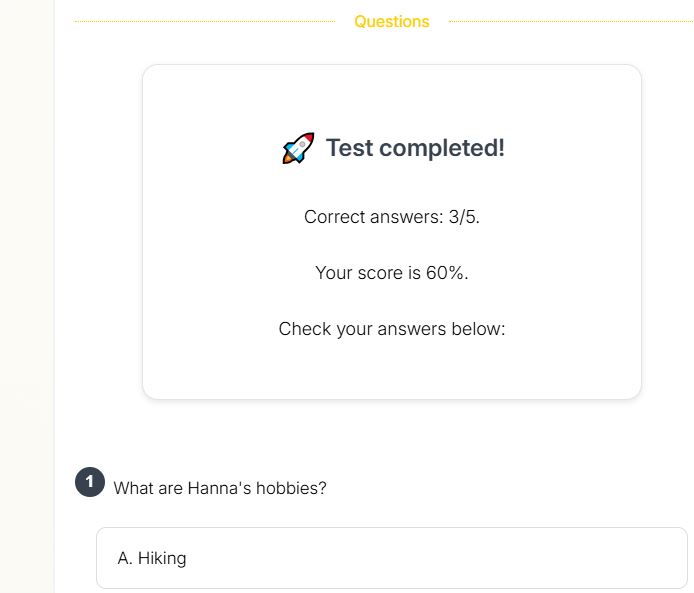 Questions
Test completed!
Correct answers: 3/5.
Your score is 60%.
Check your answers below:
1 What are Hanna's hobbies?
A. Hiking